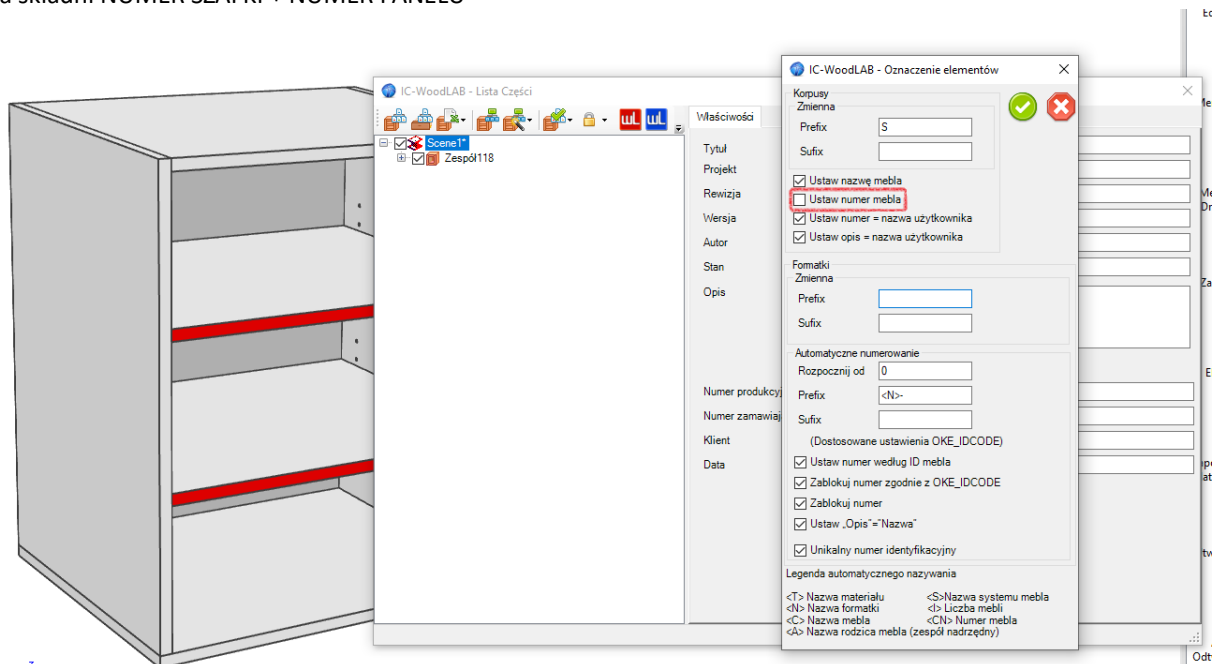 IC-WoodLAB - Oznaczenie elementów
IC-WoodLAB - Lista Części
Scene1*
Zespół118
wL wL
Właściwości
Tytuł
Projekt
Rewizja
Wersja
Autor
Stan
Opis
Numer produkcyj
Numer zamawiaj
Klient
Data
Korpusy
Zmienna
Prefix S
Sufix
Ustaw nazwę mebla
Ustaw numer mebla
Ustaw numer = nazwa użytkownika
Ustaw opis = nazwa użytkownika
Formatki
Zmienna
Prefix
Sufix
Automatyczne numerowanie
Rozpocznij od 0
Prefix <N>-
Sufix
(Dostosowane ustawienia OKE_IDCODE)
Ustaw numer według ID mebla
Zablokuj numer zgodnie z OKE_IDCODE
Zablokuj numer
Ustaw „Opis"="Nazwa"
Unikalny numer identyfikacyjny
Legenda automatycznego nazywania
<T> Nazwa materiału <S>Nazwa systemu mebla
<N> Nazwa formatki <I> Liczba mebli
<C> Nazwa mebla <CN> Numer mebla
<A> Nazwa rodzica mebla (zespół nadrzędny)